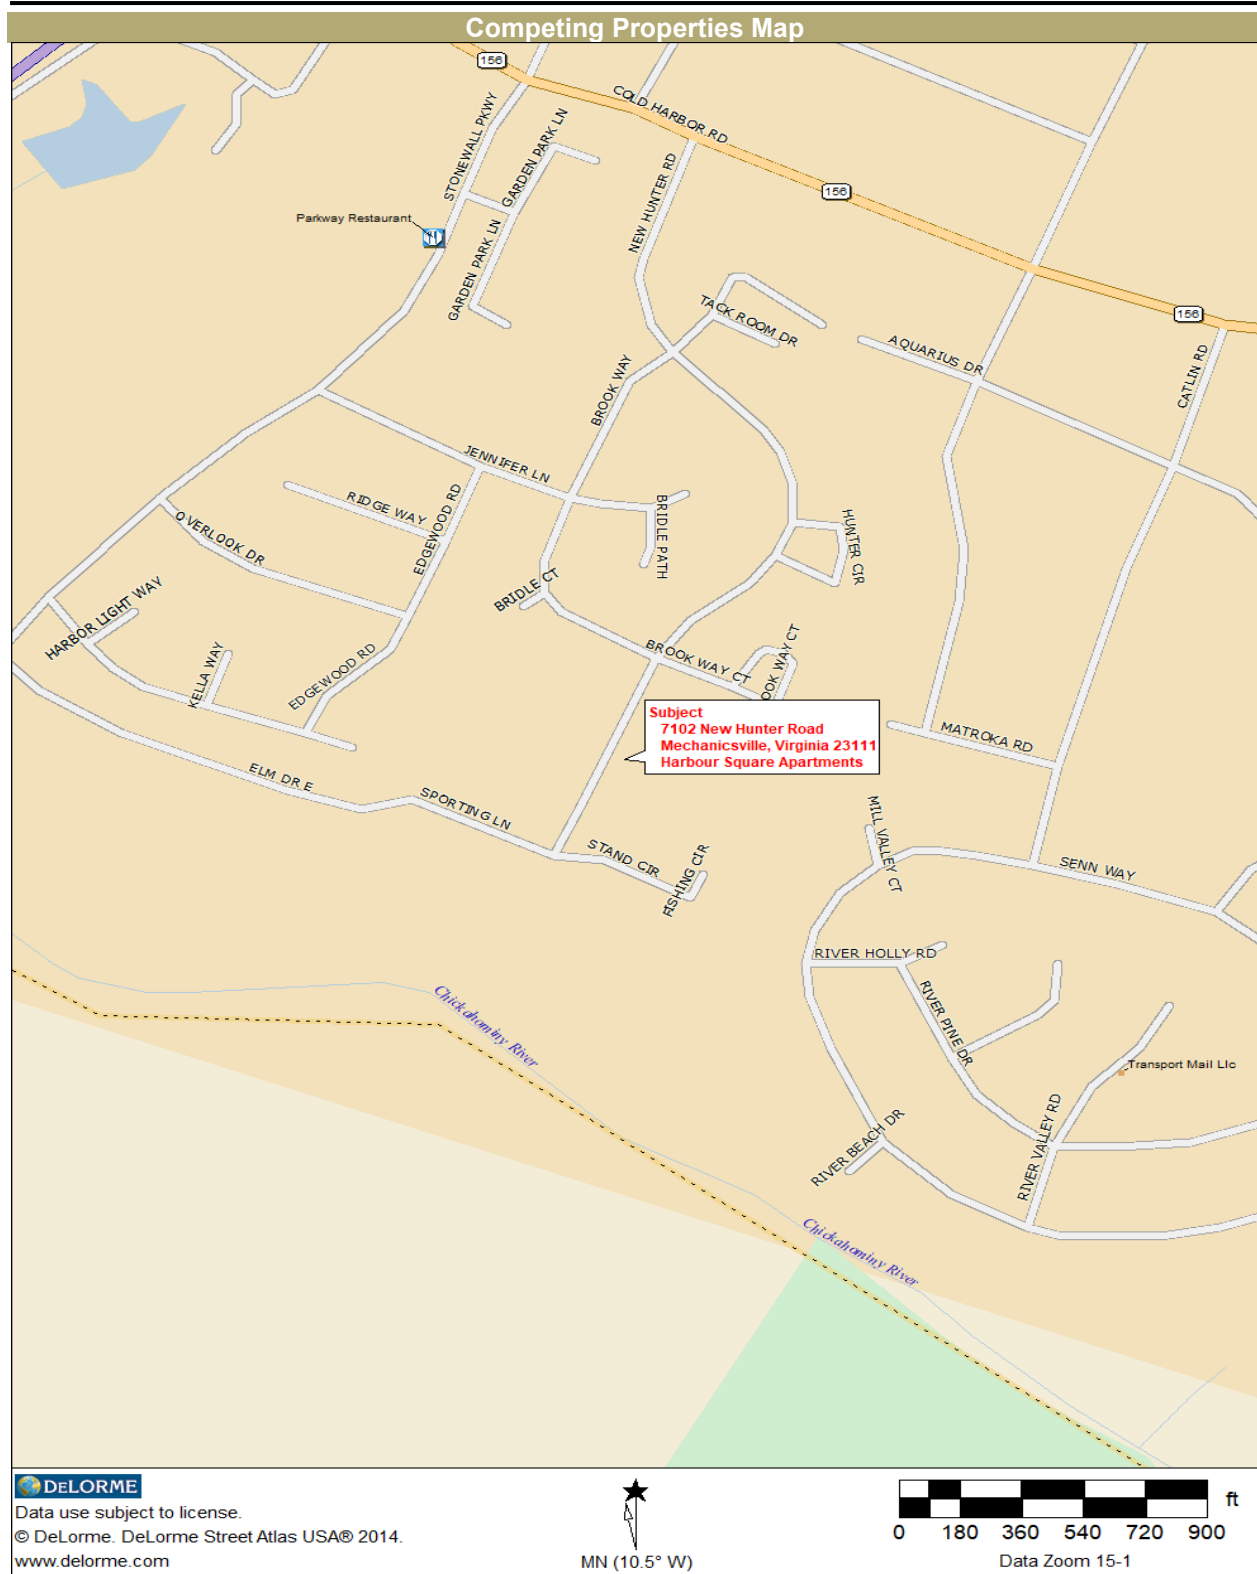 Competing Properties Map
156
COLD HARBOR RD
STONEWALL PKWY
GARDEN PARK LN
NEW HUNTER RD
156
Parkway Restaurant
GARDEN PARK LN
TACK ROOM DR
156
AQUARIUS DR
CATLIN RD
BROOK WAY
JENNIFER LN
RIDGE WAY
EDGEWOOD RD
BRIDLE PATH
HUNTER CIR
OVERLOOK DR
BRIDLE CT
HARBOR LIGHT WAY
KELLA WAY
EDGEWOOD RD
BROOK WAY CT
OOK WAY CT
Subject
7102 New Hunter Road
Mechanicsville, Virginia 23111
Harbour Square Apartments
MATROKA RD
ELM DR E
SPORTING LN
STAND CIR
FISHING CIR
MILL VALLEY CT
SENN WAY
RIVER HOLLY RD
RIVER PINE DR
Chickahominy River
Transport Mail Llc
RIVER BEACH DR
RIVER VALLEY RD
Chickahominy River
DELORME
Data use subject to license.
© DeLorme. DeLorme Street Atlas USA® 2014.
www.delorme.com
MN (10.5° W)
ft
0 180 360 540 720 900
Data Zoom 15-1